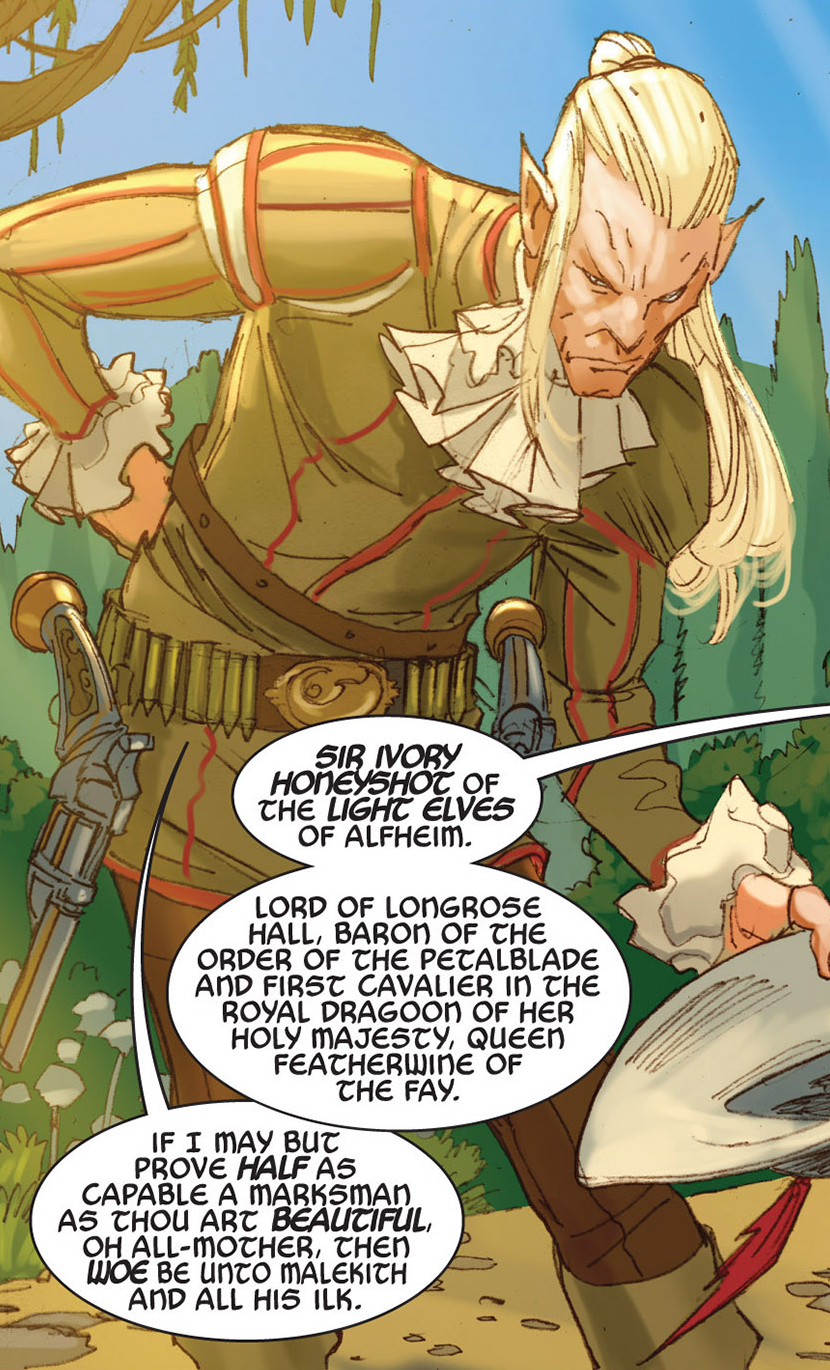 SIR IVORY
HONEYSHOT OF
THE LIGHT ELVES
OF ALFHEIM.
LORD OF LONGROSE
HALL, BARON OF THE
ORDER OF THE PETALBLADE
AND FIRST CAVALIER IN THE
ROYAL DRAGOON OF HER
HOLY MAJESTY, QUEEN
FEATHERWINE OF
THE FAY.
IF I MAY BUT
PROVE HALF AS
CAPABLE A MARKSMAN
AS THOU ART BEAUTIFUL,
OH ALL-MOTHER, THEN
WOE BE UNTO MALEKITH
AND ALL HIS ILK.